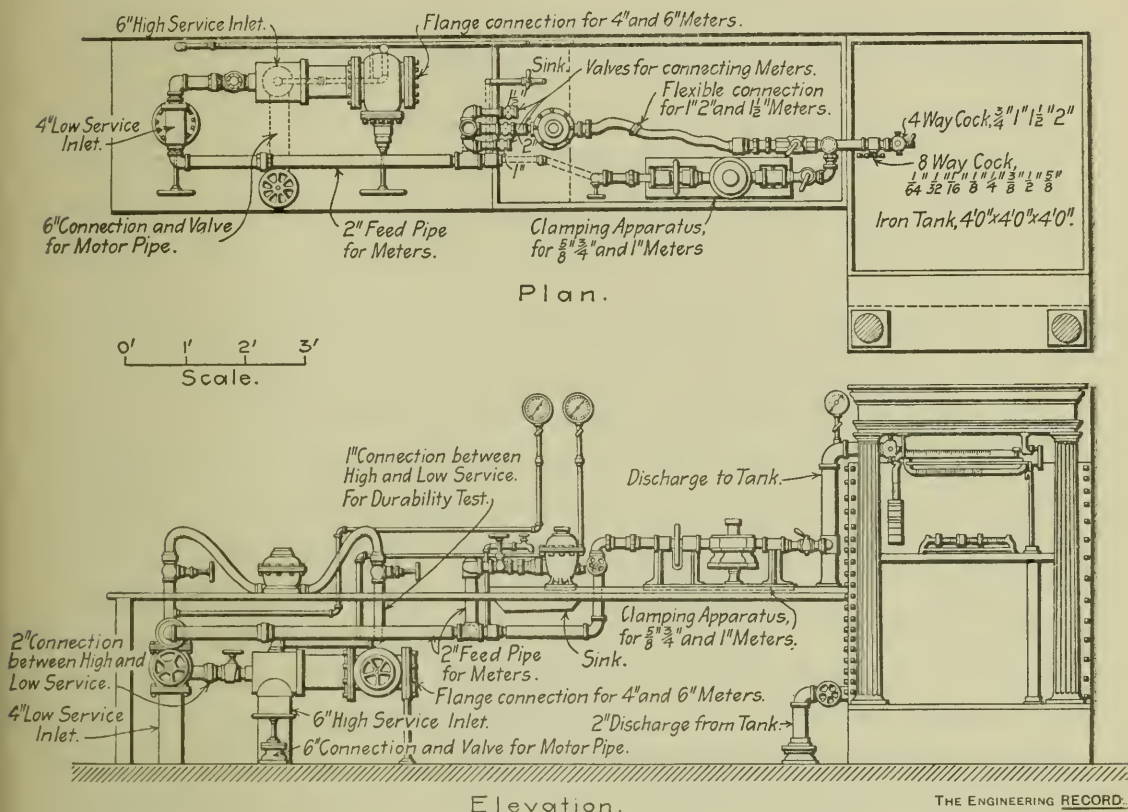 6"High Service Inlet.
Flange connection for 4" and 6" Meters.
Sink.
Valves for connecting Meters.
Flexible connection
for 1" 2" and 1½" Meters.
4"Low Service
Inlet.
1½"
2"
1"
4 Way Cock, ¾" 1" 1½" 2"
8 Way Cock,
1/64" 1/32" 1/16" 1/8" 1/4" 3/8" 1/2" 5/8"
Iron Tank, 4'0"x4'0"x4'0".
6"Connection and Valve
for Motor Pipe.
2"Feed Pipe
for Meters.
Clamping Apparatus,
for 5/8" 3/4" and 1" Meters
Plan.
0' 1' 2' 3'
Scale.
1"Connection between
High and Low Service.
For Durability Test.
Discharge to Tank.
2"Connection
between High and
Low Service.
4"Low Service
Inlet.
2"Feed Pipe
for Meters.
Sink.
Clamping Apparatus,
for 5/8" 3/4" and 1" Meters.
Flange connection for 4" and 6" Meters.
6"High Service Inlet.
2"Discharge from Tank.
6"Connection and Valve for Motor Pipe.
Elevation.
THE ENGINEERING RECORD.